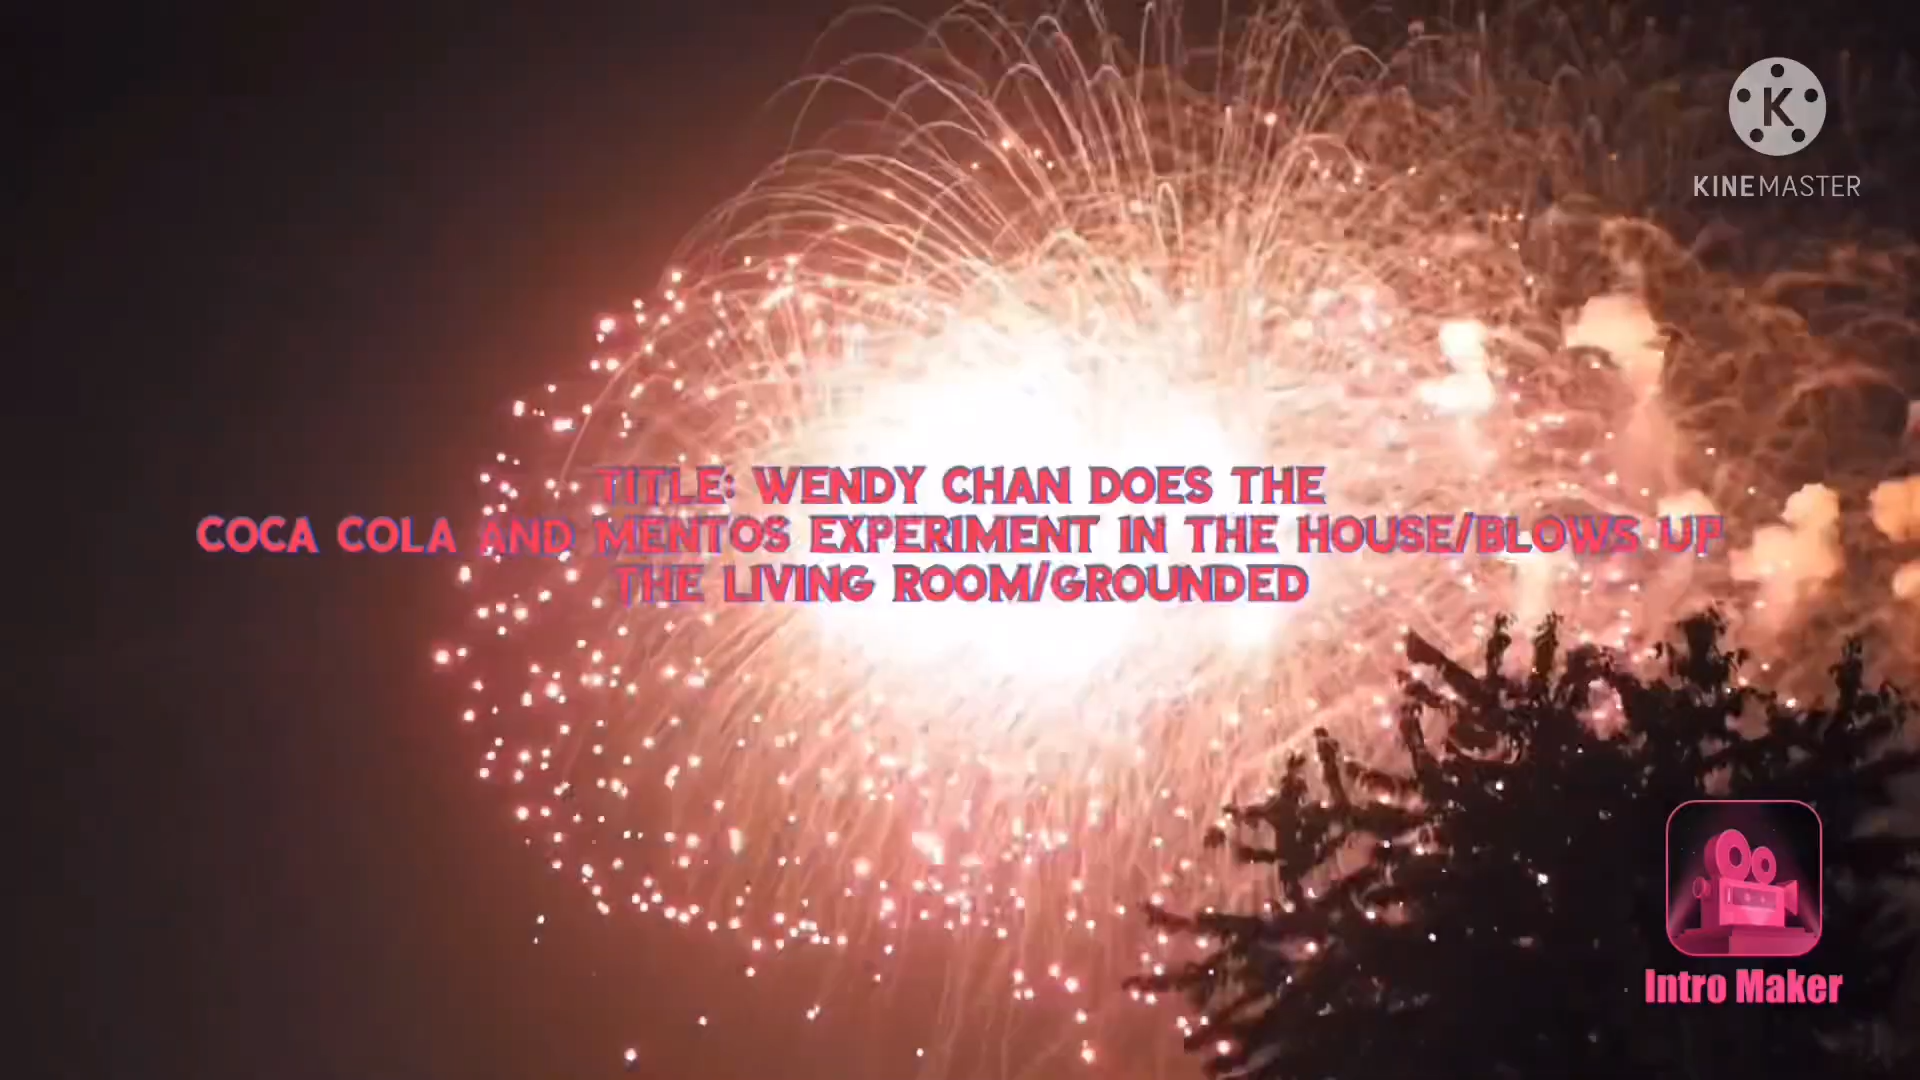 K
KINEMASTER
TITLE: WENDY CHAN DOES THE
COCA COLA AND MENTOS EXPERIMENT IN THE HOUSE/BLOWS UP
THE LIVING ROOM/GROUNDED
Intro Maker